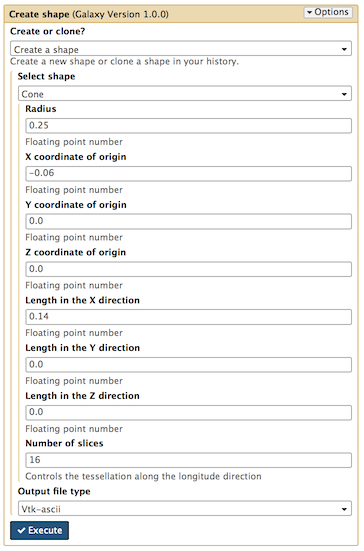 Create shape (Galaxy Version 1.0.0) Options
Create or clone?
Create a shape
Create a new shape or clone a shape in your history.
Select shape
Cone
Radius
0.25
Floating point number
X coordinate of origin
-0.06
Floating point number
Y coordinate of origin
0.0
Floating point number
Z coordinate of origin
0.0
Floating point number
Length in the X direction
0.14
Floating point number
Length in the Y direction
0.0
Floating point number
Length in the Z direction
0.0
Floating point number
Number of slices
16
Controls the tessellation along the longitude direction
Output file type
Vtk-ascii
Execute